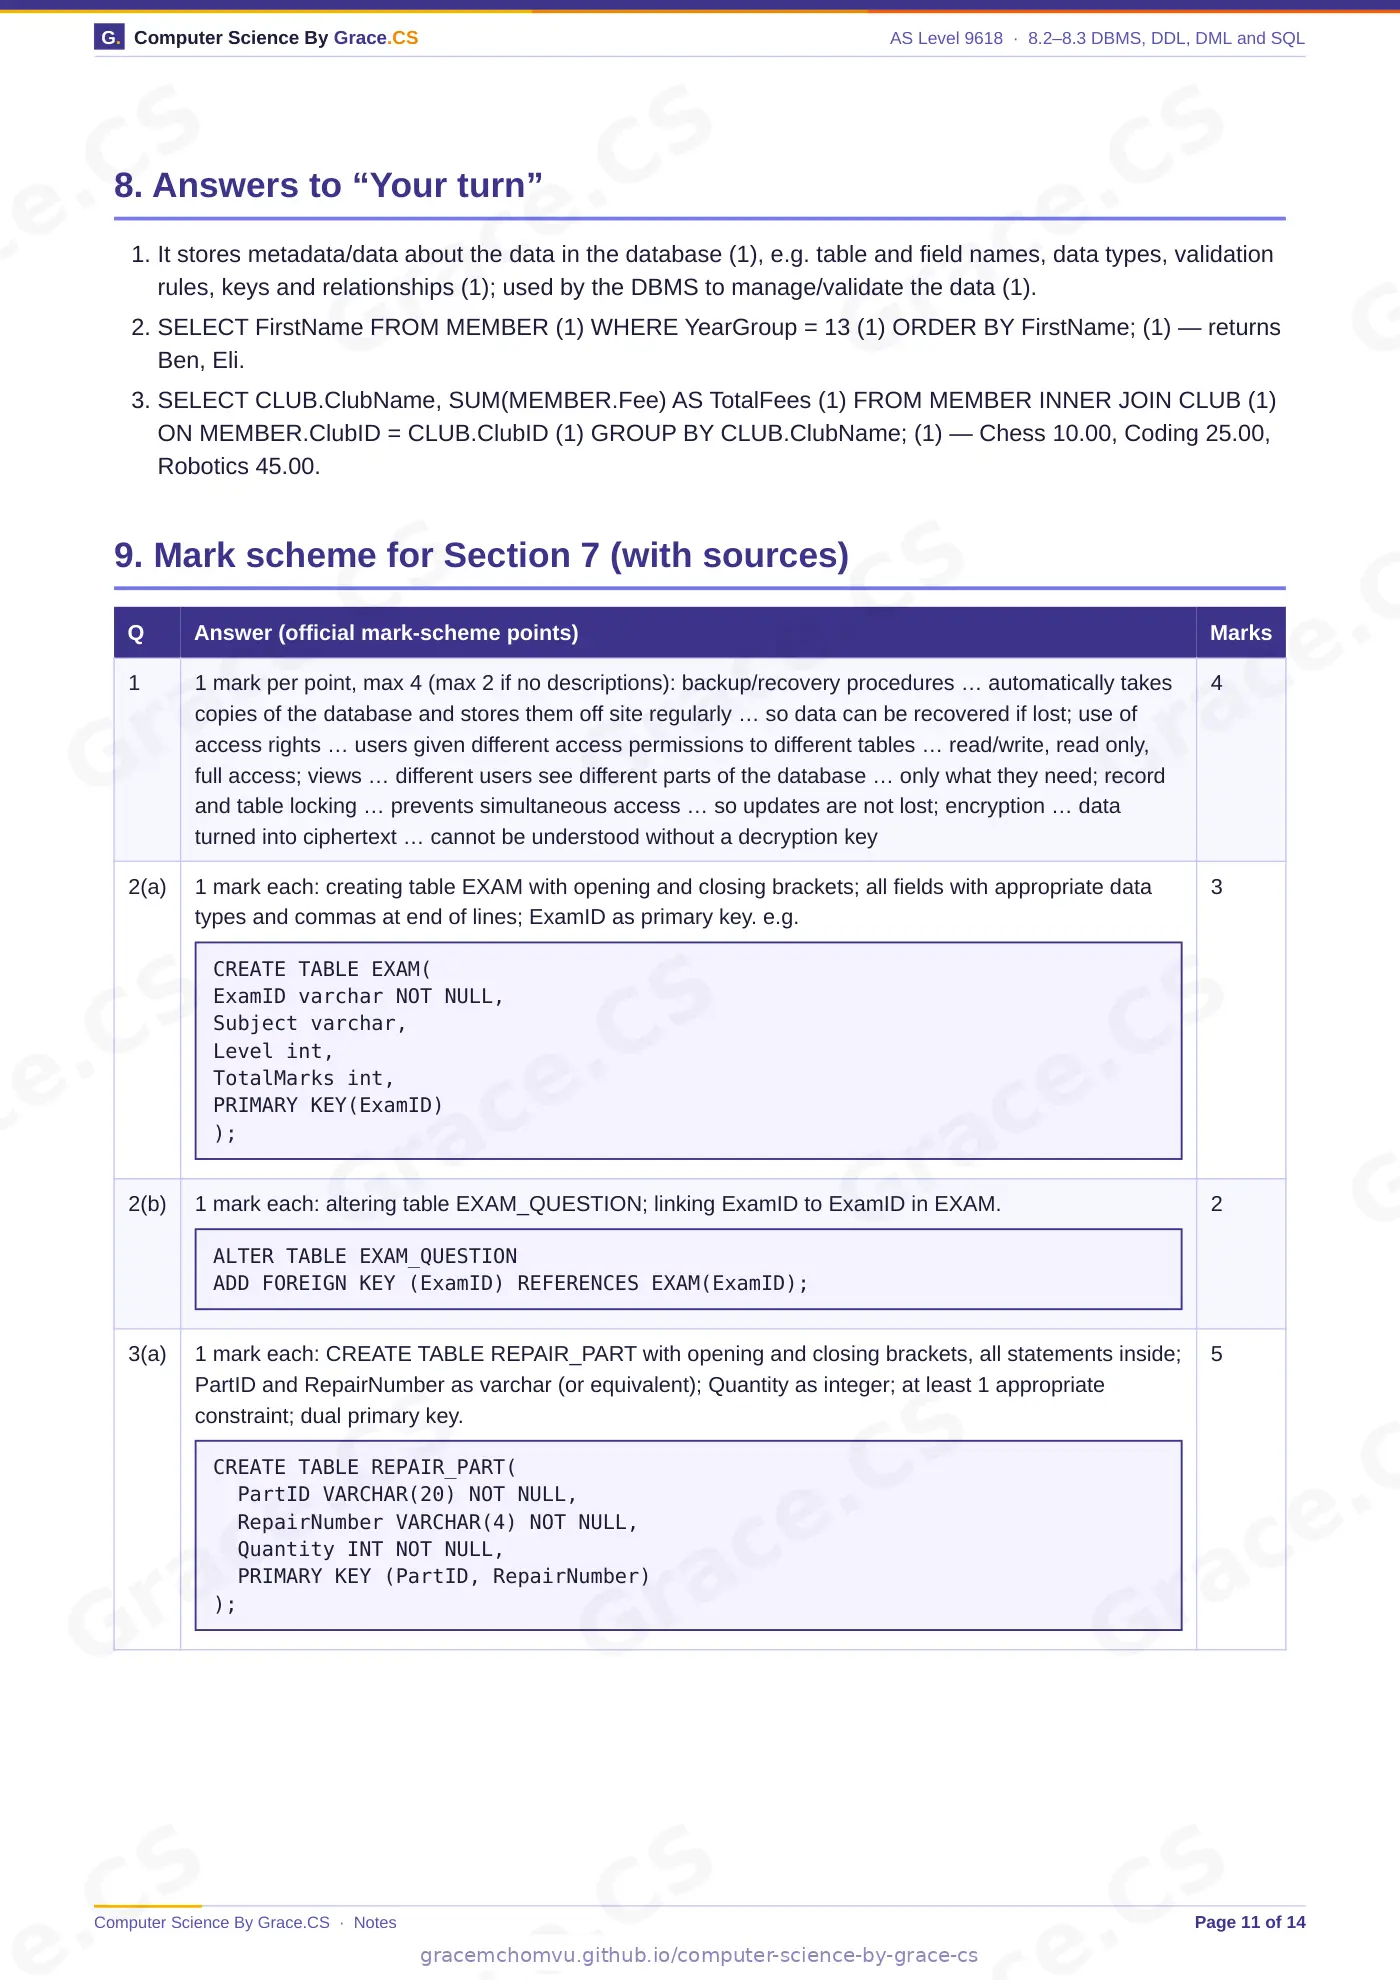 G. Computer Science By Grace.CS
AS Level 9618 · 8.2–8.3 DBMS, DDL, DML and SQL
8. Answers to “Your turn”
1. It stores metadata/data about the data in the database (1), e.g. table and field names, data types, validation
rules, keys and relationships (1); used by the DBMS to manage/validate the data (1).
2. SELECT FirstName FROM MEMBER (1) WHERE YearGroup = 13 (1) ORDER BY FirstName; (1) — returns
Ben, Eli.
3. SELECT CLUB.ClubName, SUM(MEMBER.Fee) AS TotalFees (1) FROM MEMBER INNER JOIN CLUB (1)
ON MEMBER.ClubID = CLUB.ClubID (1) GROUP BY CLUB.ClubName; (1) — Chess 10.00, Coding 25.00,
Robotics 45.00.
9. Mark scheme for Section 7 (with sources)
Q Answer (official mark-scheme points) Marks
1 1 mark per point, max 4 (max 2 if no descriptions): backup/recovery procedures … automatically takes 4
copies of the database and stores them off site regularly … so data can be recovered if lost; use of
access rights … users given different access permissions to different tables … read/write, read only,
full access; views … different users see different parts of the database … only what they need; record
and table locking … prevents simultaneous access … so updates are not lost; encryption … data
turned into ciphertext … cannot be understood without a decryption key
2(a) 1 mark each: creating table EXAM with opening and closing brackets; all fields with appropriate data 3
types and commas at end of lines; ExamID as primary key. e.g.
CREATE TABLE EXAM(
ExamID varchar NOT NULL,
Subject varchar,
Level int,
TotalMarks int,
PRIMARY KEY(ExamID)
);
2(b) 1 mark each: altering table EXAM_QUESTION; linking ExamID to ExamID in EXAM. 2
ALTER TABLE EXAM_QUESTION
ADD FOREIGN KEY (ExamID) REFERENCES EXAM(ExamID);
3(a) 1 mark each: CREATE TABLE REPAIR_PART with opening and closing brackets, all statements inside; 5
PartID and RepairNumber as varchar (or equivalent); Quantity as integer; at least 1 appropriate
constraint; dual primary key.
CREATE TABLE REPAIR_PART(
  PartID VARCHAR(20) NOT NULL,
  RepairNumber VARCHAR(4) NOT NULL,
  Quantity INT NOT NULL,
  PRIMARY KEY (PartID, RepairNumber)
);
Computer Science By Grace.CS · Notes
Page 11 of 14
gracemchomvu.github.io/computer-science-by-grace-cs